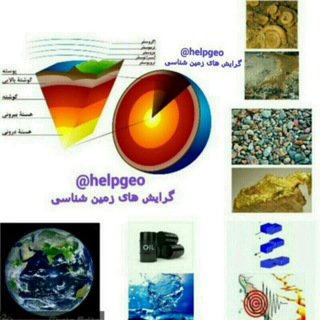 @helpgeo
گرایش های زمین شناسی
پوسته
گوشته بالایی
گوشته
هسته بیرونی
هسته درونی
@helpgeo
گرایش های زمین شناسی
OIL